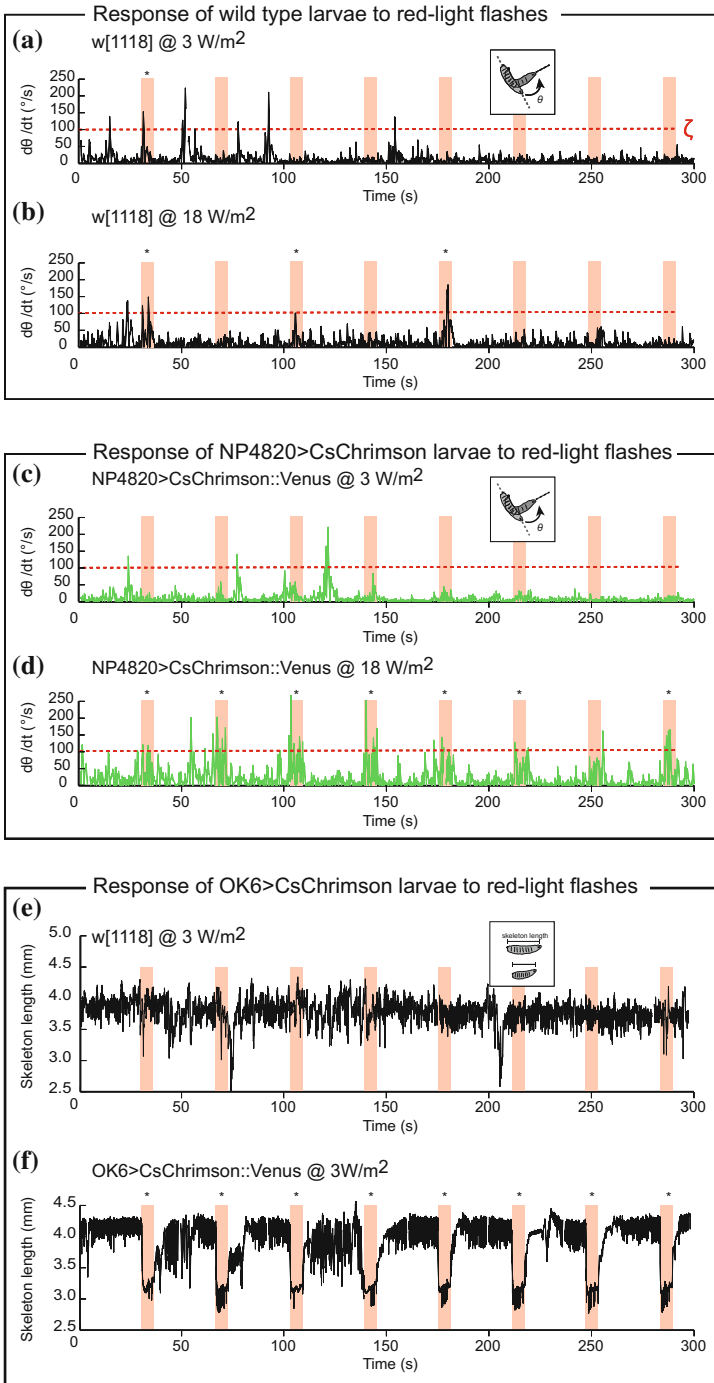 Response of wild type larvae to red-light flashes
(a)
w[1118] @ 3 W/m2
dθ /dt (°/s)
250
200
150
100
50
0
*
θ
ζ
0 50 100 150 200 250 300
Time (s)
(b)
w[1118] @ 18 W/m2
dθ /dt (°/s)
250
200
150
100
50
0
* * *
0 50 100 150 200 250 300
Time (s)
Response of NP4820>CsChrimson larvae to red-light flashes
(c)
NP4820>CsChrimson::Venus @ 3 W/m2
dθ /dt (°/s)
250
200
150
100
50
0
θ
0 50 100 150 200 250 300
Time (s)
(d)
NP4820>CsChrimson::Venus @ 18 W/m2
dθ /dt (°/s)
250
200
150
100
50
0
* * * * * * *
0 50 100 150 200 250 300
Time (s)
Response of OK6>CsChrimson larvae to red-light flashes
(e)
w[1118] @ 3 W/m2
Skeleton length (mm)
5.0
4.0
3.5
3.0
2.5
skeleton length
0 50 100 150 200 250 300
Time (s)
(f)
OK6>CsChrimson::Venus @ 3W/m2
Skeleton length (mm)
4.5
4.0
3.5
3.0
2.5
* * * * * * * *
0 50 100 150 200 250 300
Time (s)